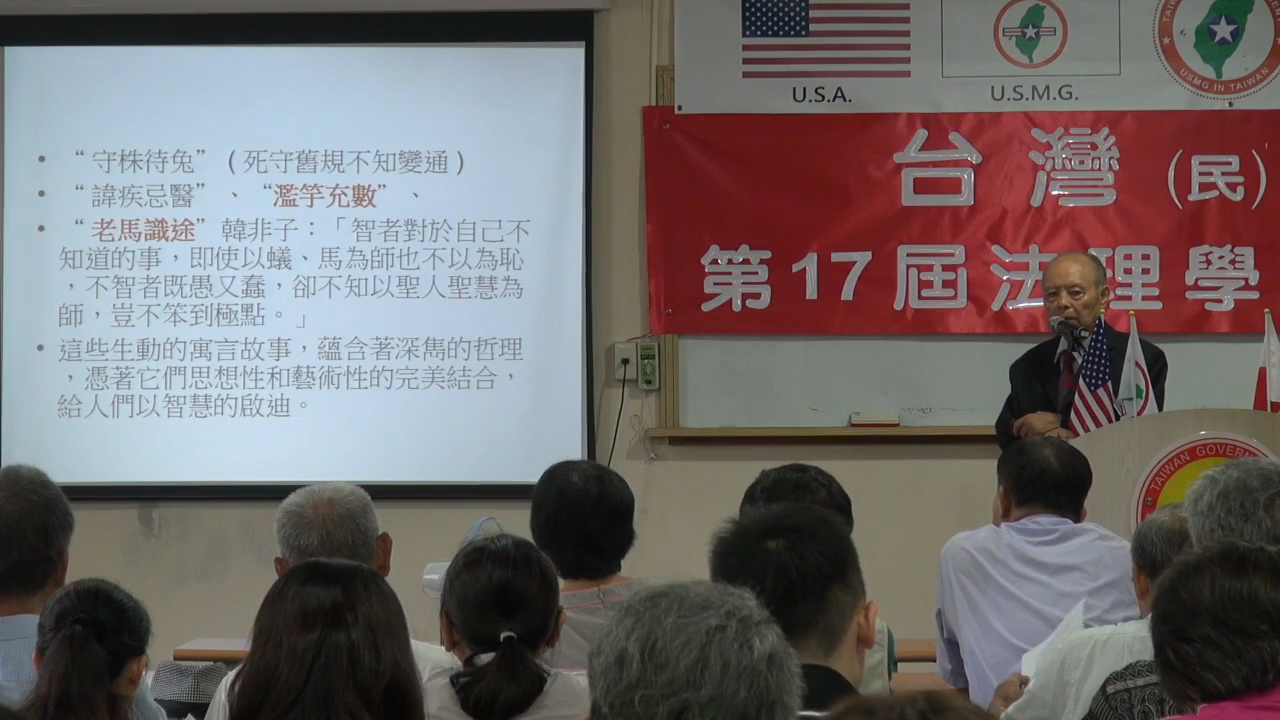 • “守株待兔”(死守舊規不知變通)
• “諱疾忌醫”、“濫竽充數”、
• “老馬識途”韓非子：「智者對於自己不
知道的事，即使以蟻、馬為師也不以為恥
，不智者既愚又蠢，卻不知以聖人聖慧為
師，豈不笨到極點。」
• 這些生動的寓言故事，蘊含著深雋的哲理
，憑著它們思想性和藝術性的完美結合，
給人們以智慧的啟迪。
U.S.A.
U.S.M.G.
USMG IN TAIWAN
台灣(民)
第17屆法理學
TAIWAN GOVERN